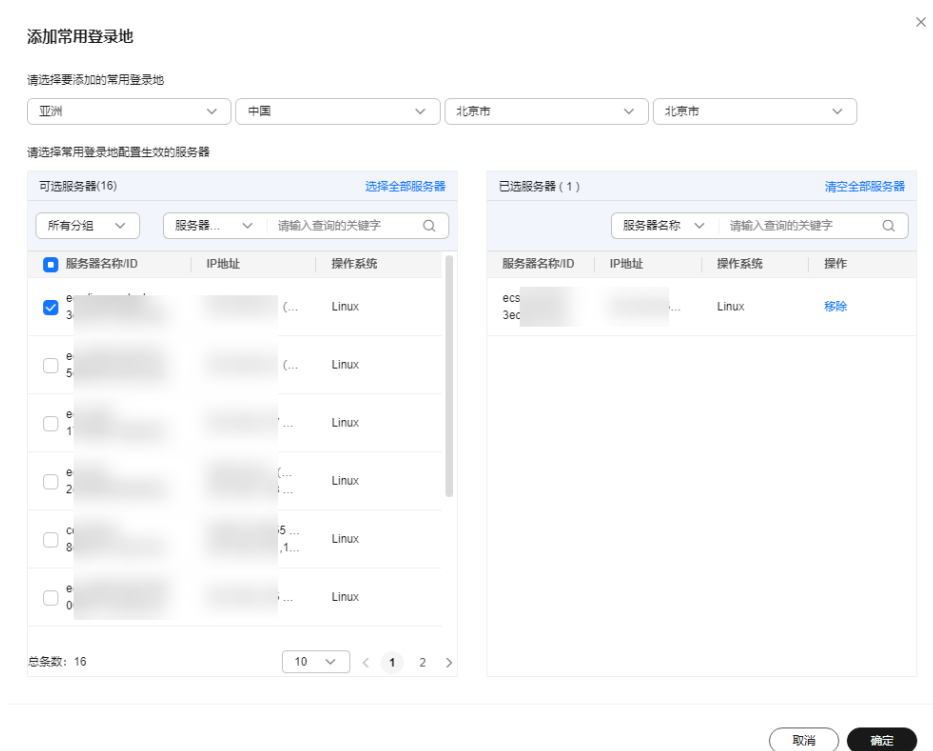 添加常用登录地
请选择要添加的常用登录地
亚洲 中国 北京市 北京市
请选择常用登录地配置生效的服务器
可选服务器(16) 选择全部服务器
所有分组 服务器... 请输入查询的关键字
服务器名称/ID IP地址 操作系统
(... Linux
(... Linux
... Linux
(...
... Linux
5 ...
,1... Linux
... Linux
总条数: 16 10 1 2
已选服务器 ( 1 ) 清空全部服务器
服务器名称 请输入查询的关键字
服务器名称/ID IP地址 操作系统 操作
ecs
3ec ... Linux 移除
取消 确定